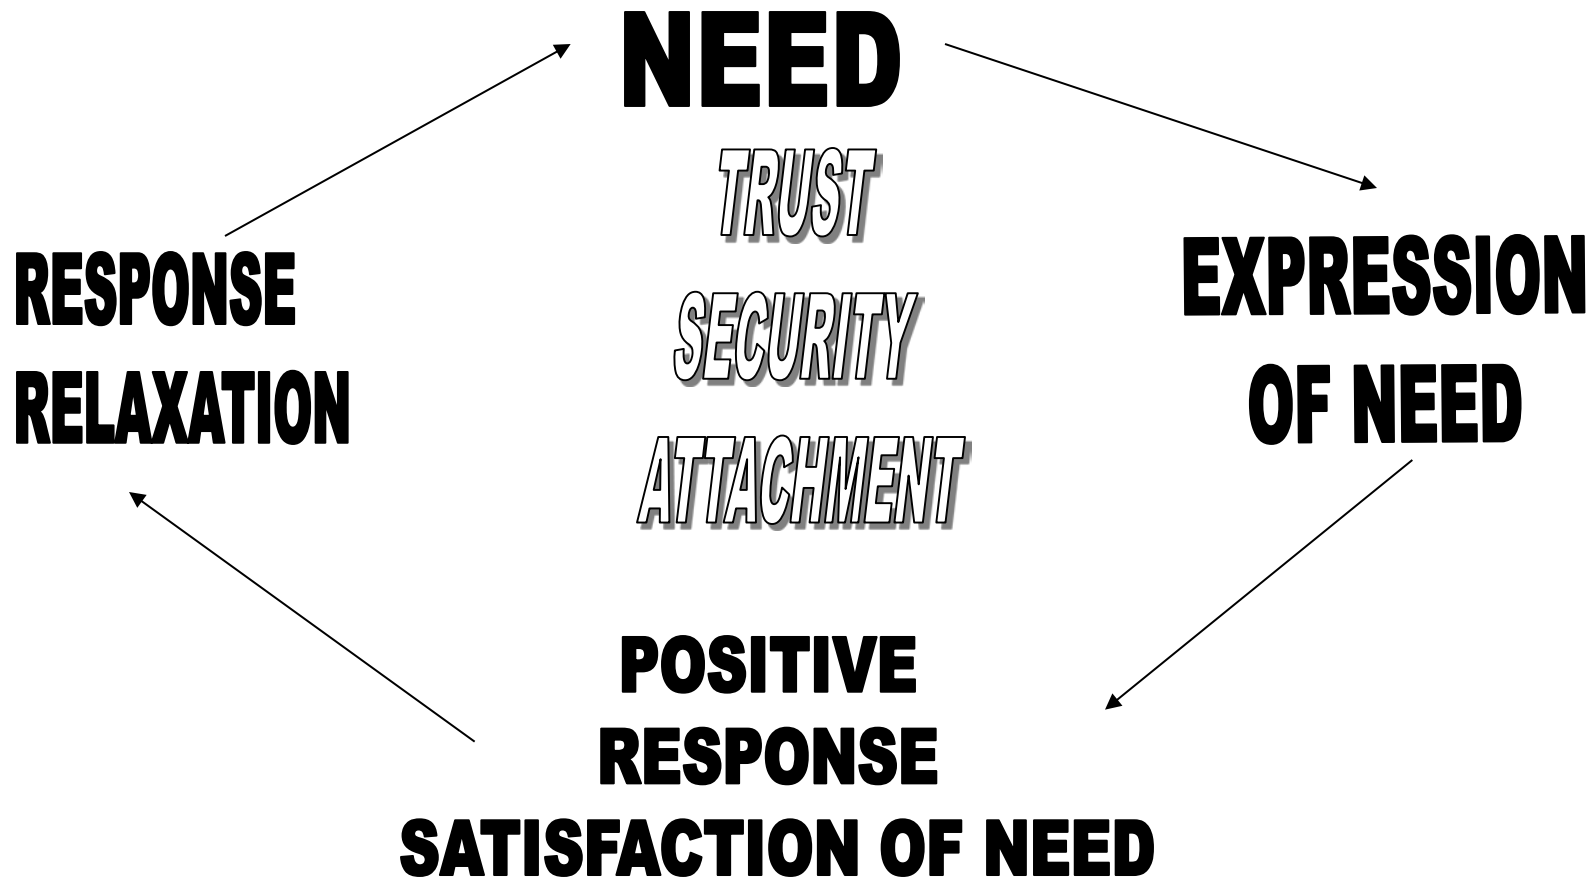 NEED
TRUST
SECURITY
ATTACHMENT
EXPRESSION
OF NEED
POSITIVE
RESPONSE
SATISFACTION OF NEED
RESPONSE
RELAXATION